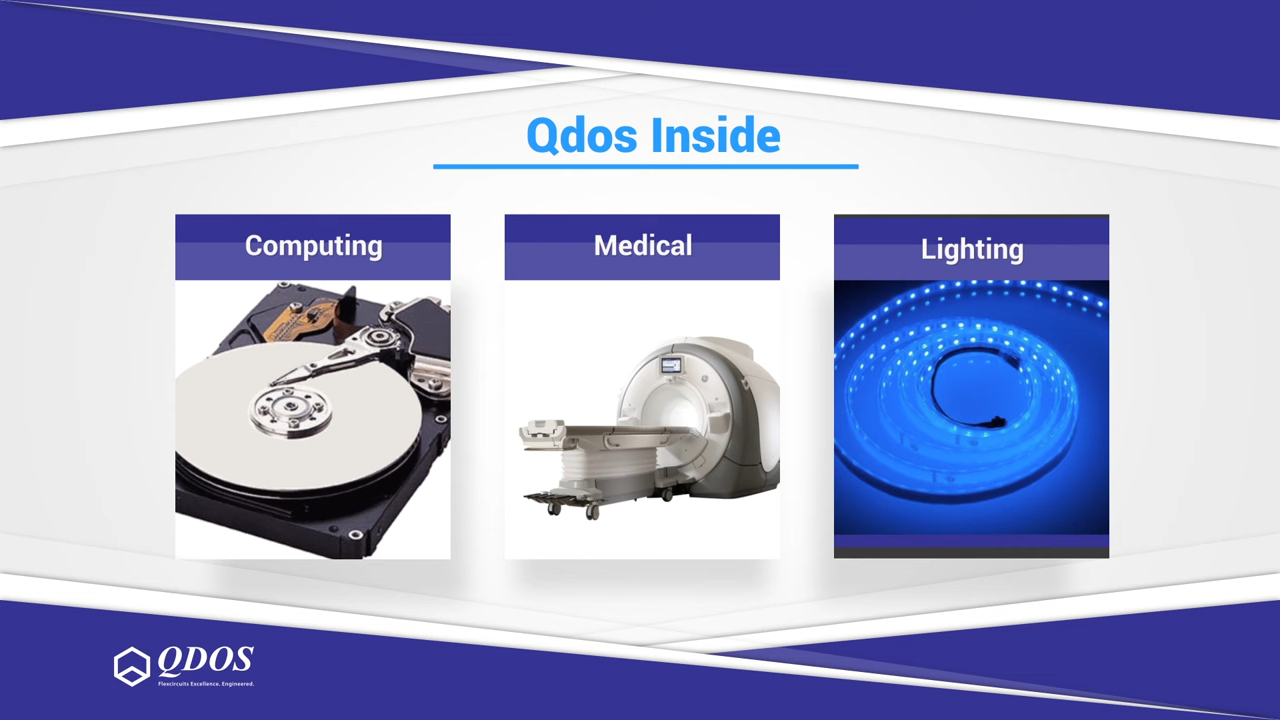 Qdos Inside
Computing
Medical
Lighting
QDOS
Flexcircuits Excellence. Engineered.